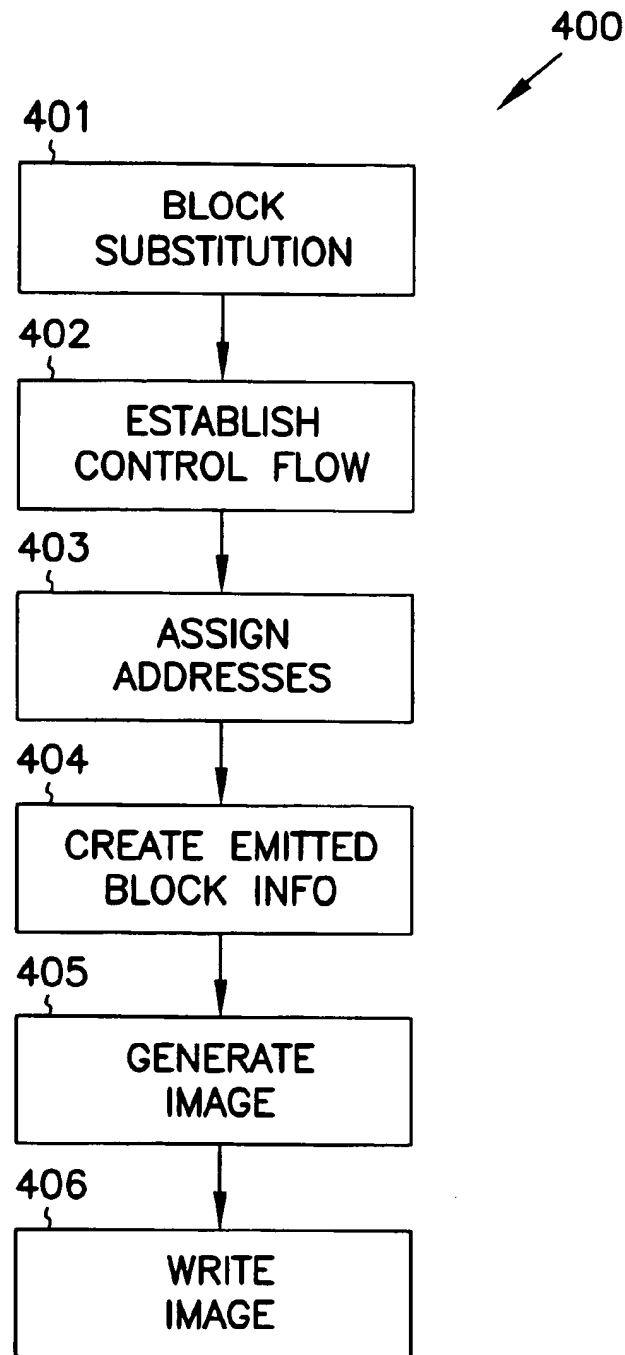 400
401
BLOCK
SUBSTITUTION
402
ESTABLISH
CONTROL FLOW
403
ASSIGN
ADDRESSES
404
CREATE EMITTED
BLOCK INFO
405
GENERATE
IMAGE
406
WRITE
IMAGE